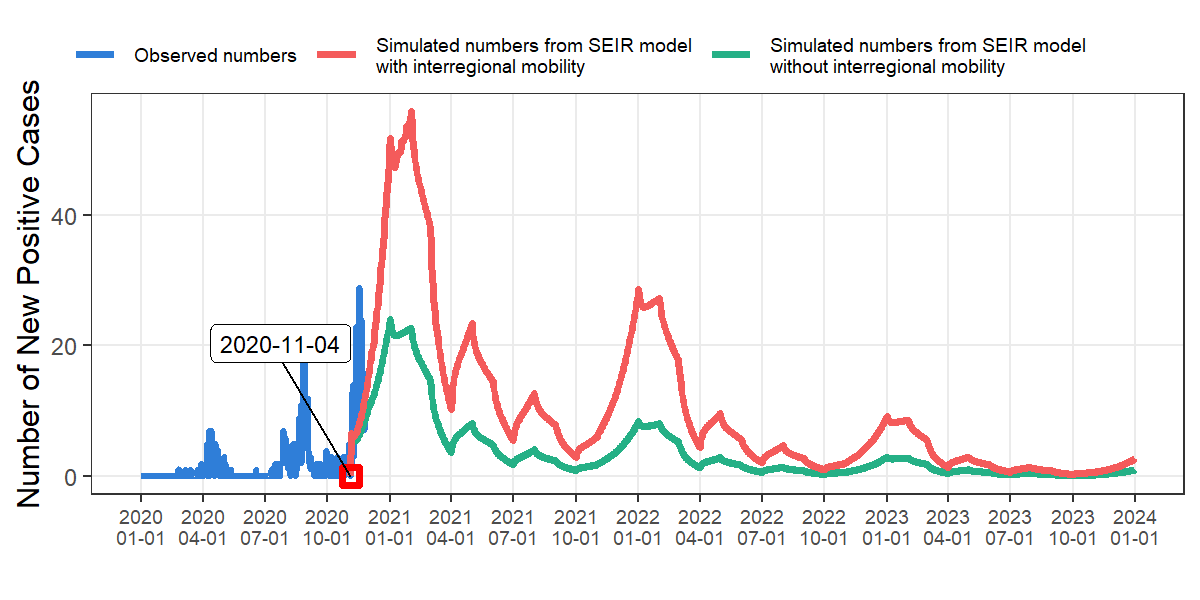 Observed numbers
Simulated numbers from SEIR model
with interregional mobility
Simulated numbers from SEIR model
without interregional mobility
Number of New Positive Cases
40
20
0
2020-11-04
2020 2020 2020 2020 2021 2021 2021 2021 2022 2022 2022 2022 2023 2023 2023 2023 2024
01-01 04-01 07-01 10-01 01-01 04-01 07-01 10-01 01-01 04-01 07-01 10-01 01-01 04-01 07-01 10-01 01-01